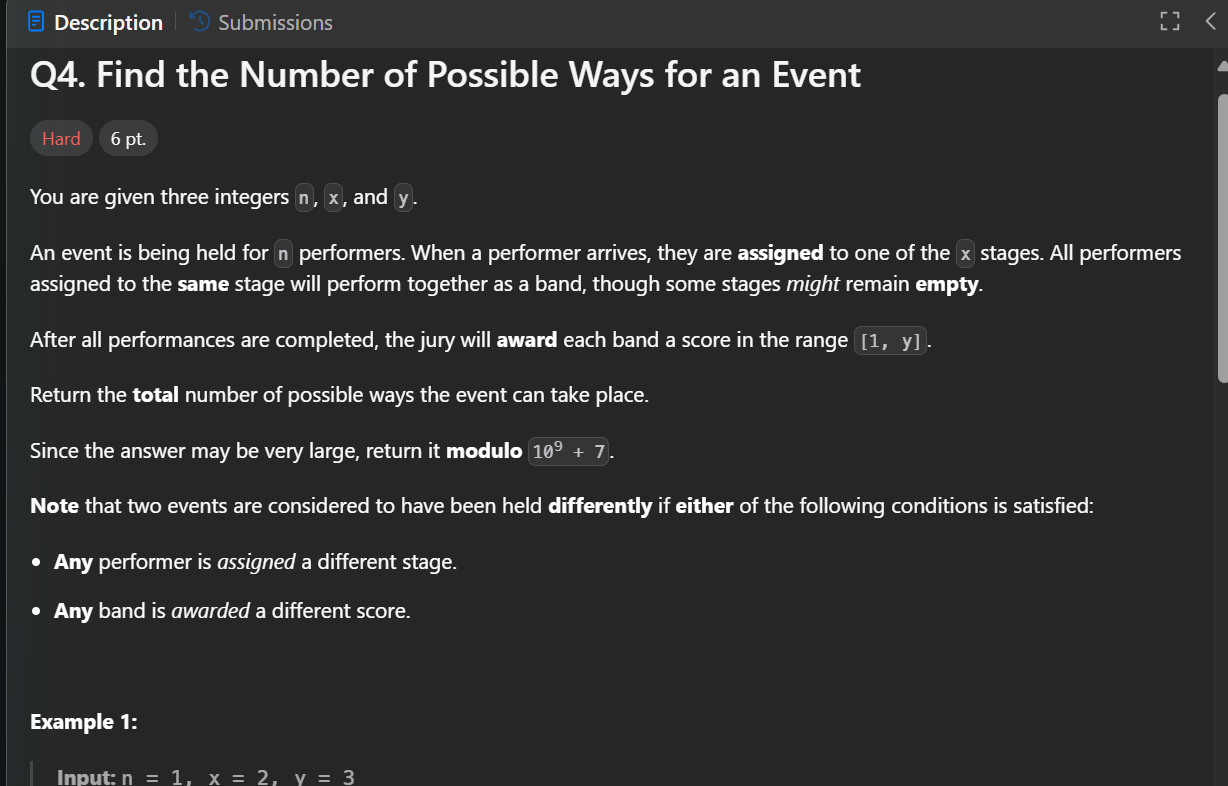 Description | Submissions
Q4. Find the Number of Possible Ways for an Event
Hard 6 pt.
You are given three integers n, x, and y.
An event is being held for n performers. When a performer arrives, they are assigned to one of the x stages. All performers
assigned to the same stage will perform together as a band, though some stages might remain empty.
After all performances are completed, the jury will award each band a score in the range [1, y].
Return the total number of possible ways the event can take place.
Since the answer may be very large, return it modulo 10⁹ + 7.
Note that two events are considered to have been held differently if either of the following conditions is satisfied:
• Any performer is assigned a different stage.
• Any band is awarded a different score.
Example 1:
Input: n = 1, x = 2, y = 3